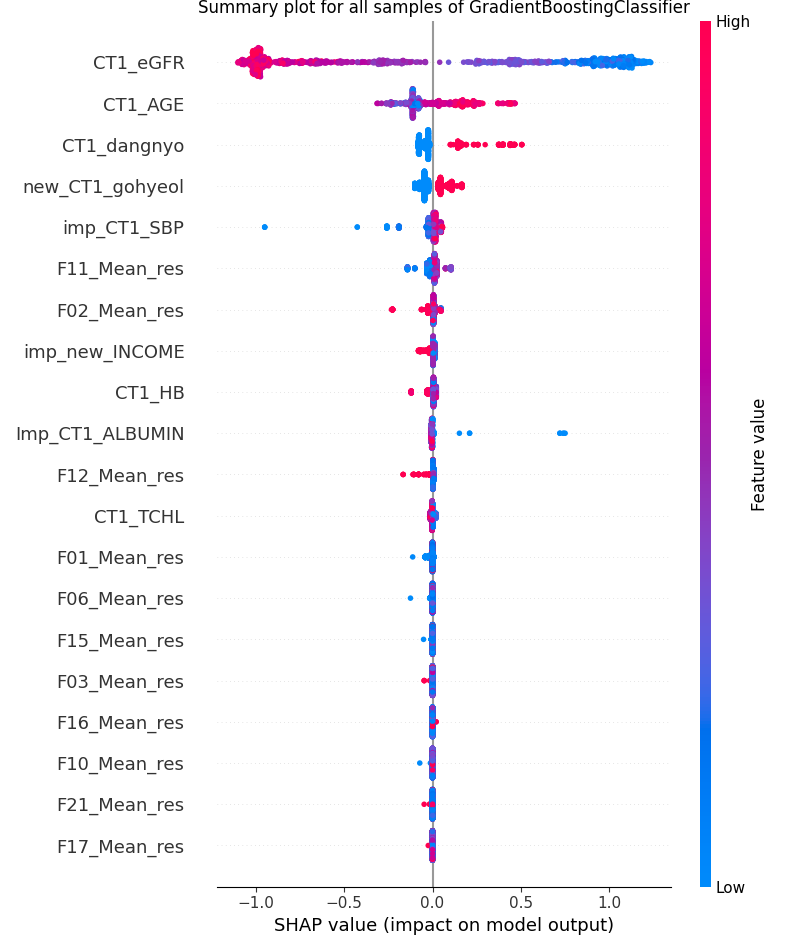 Summary plot for all samples of GradientBoostingClassifier
High
CT1_eGFR
CT1_AGE
CT1_dangnyo
new_CT1_gohyeol
imp_CT1_SBP
F11_Mean_res
F02_Mean_res
imp_new_INCOME
CT1_HB
Imp_CT1_ALBUMIN
F12_Mean_res
CT1_TCHL
F01_Mean_res
F06_Mean_res
F15_Mean_res
F03_Mean_res
F16_Mean_res
F10_Mean_res
F21_Mean_res
F17_Mean_res
Feature value
Low
−1.0 −0.5 0.0 0.5 1.0
SHAP value (impact on model output)